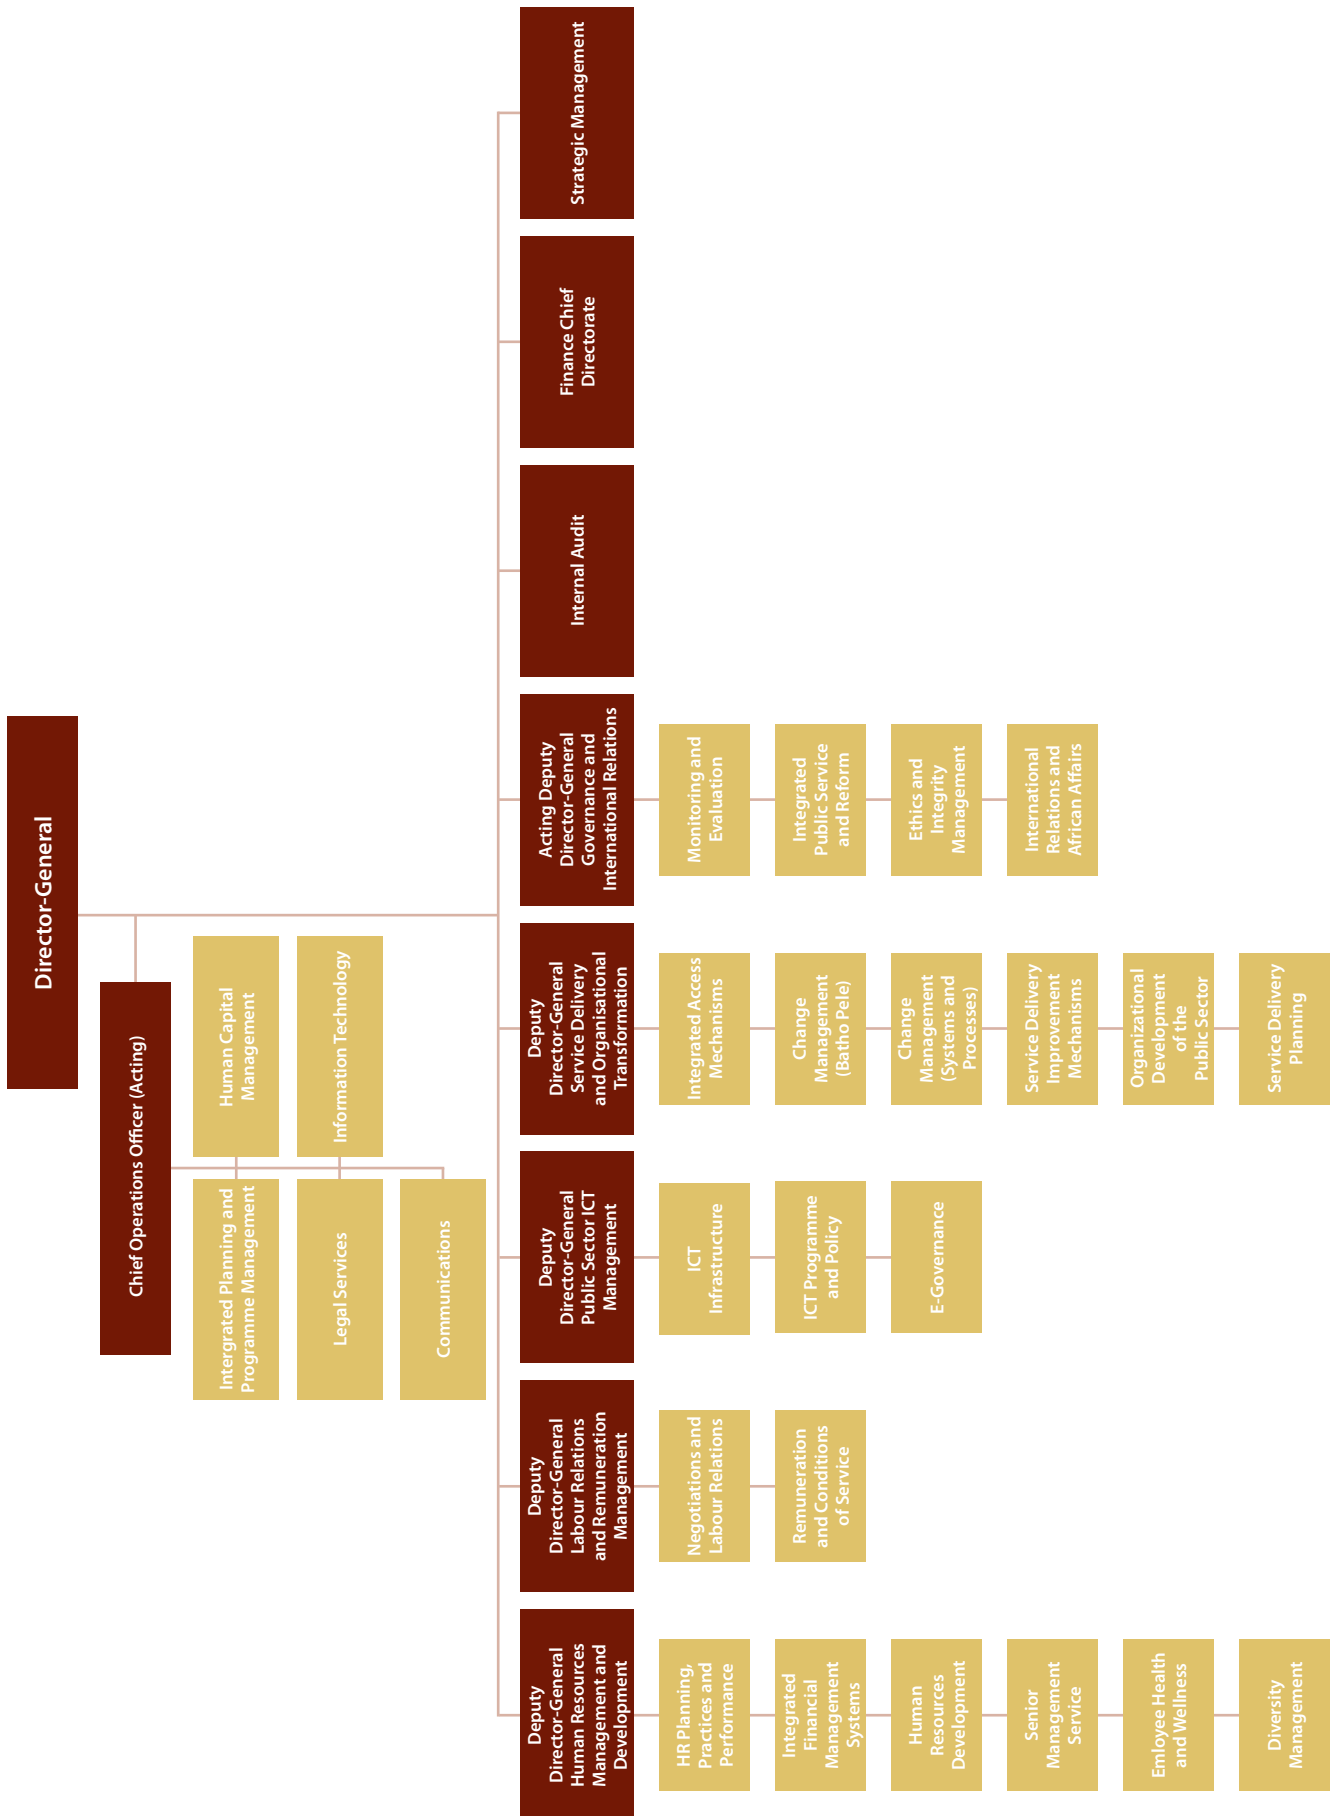 Director-General
Chief Operations Officer (Acting)
Intergrated Planning and
Programme Management
Human Capital
Management
Legal Services
Information Technology
Communications
Deputy
Director-General
Human Resources
Management and
Development
HR Planning,
Practices and
Performance
Integrated
Financial
Management
Systems
Human
Resources
Development
Senior
Management
Service
Emloyee Health
and Wellness
Diversity
Management
Deputy
Director-General
Labour Relations
and Remuneration
Management
Negotiations and
Labour Relations
Remuneration
and Conditions
of Service
Deputy
Director-General
Public Sector ICT
Management
ICT
Infrastructure
ICT Programme
and Policy
E-Governance
Deputy
Director-General
Service Delivery
and Organisational
Transformation
Integrated Access
Mechanisms
Change
Management
(Batho Pele)
Change
Management
(Systems and
Processes)
Service Delivery
Improvement
Mechanisms
Organizational
Development
of the
Public Sector
Service Delivery
Planning
Acting Deputy
Director-General
Governance and
International Relations
Monitoring and
Evaluation
Integrated
Public Service
and Reform
Ethics and
Integrity
Management
International
Relations and
African Affairs
Internal Audit
Finance Chief
Directorate
Strategic Management